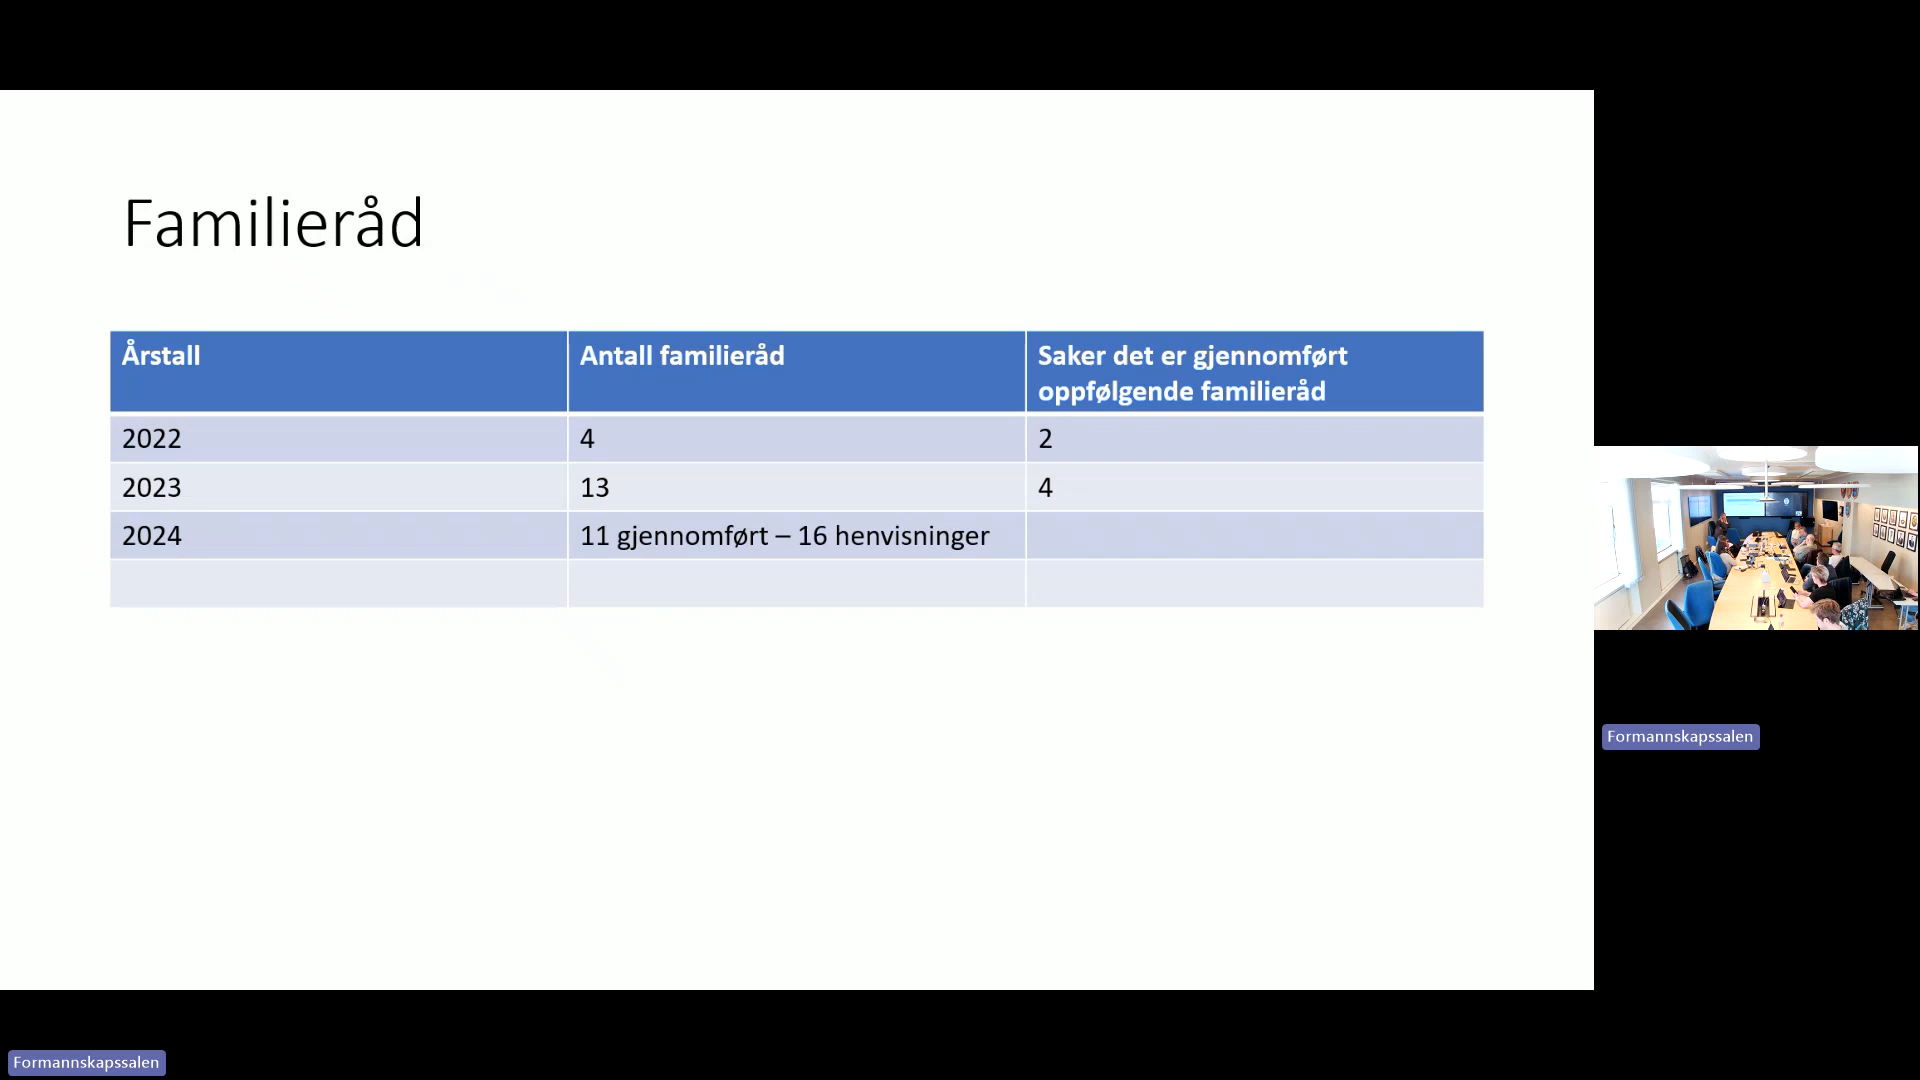 Familieråd
Årstall
Antall familieråd
Saker det er gjennomført
oppfølgende familieråd
2022
4
2
2023
13
4
2024
11 gjennomført – 16 henvisninger
Formannskapssalen
Formannskapssalen